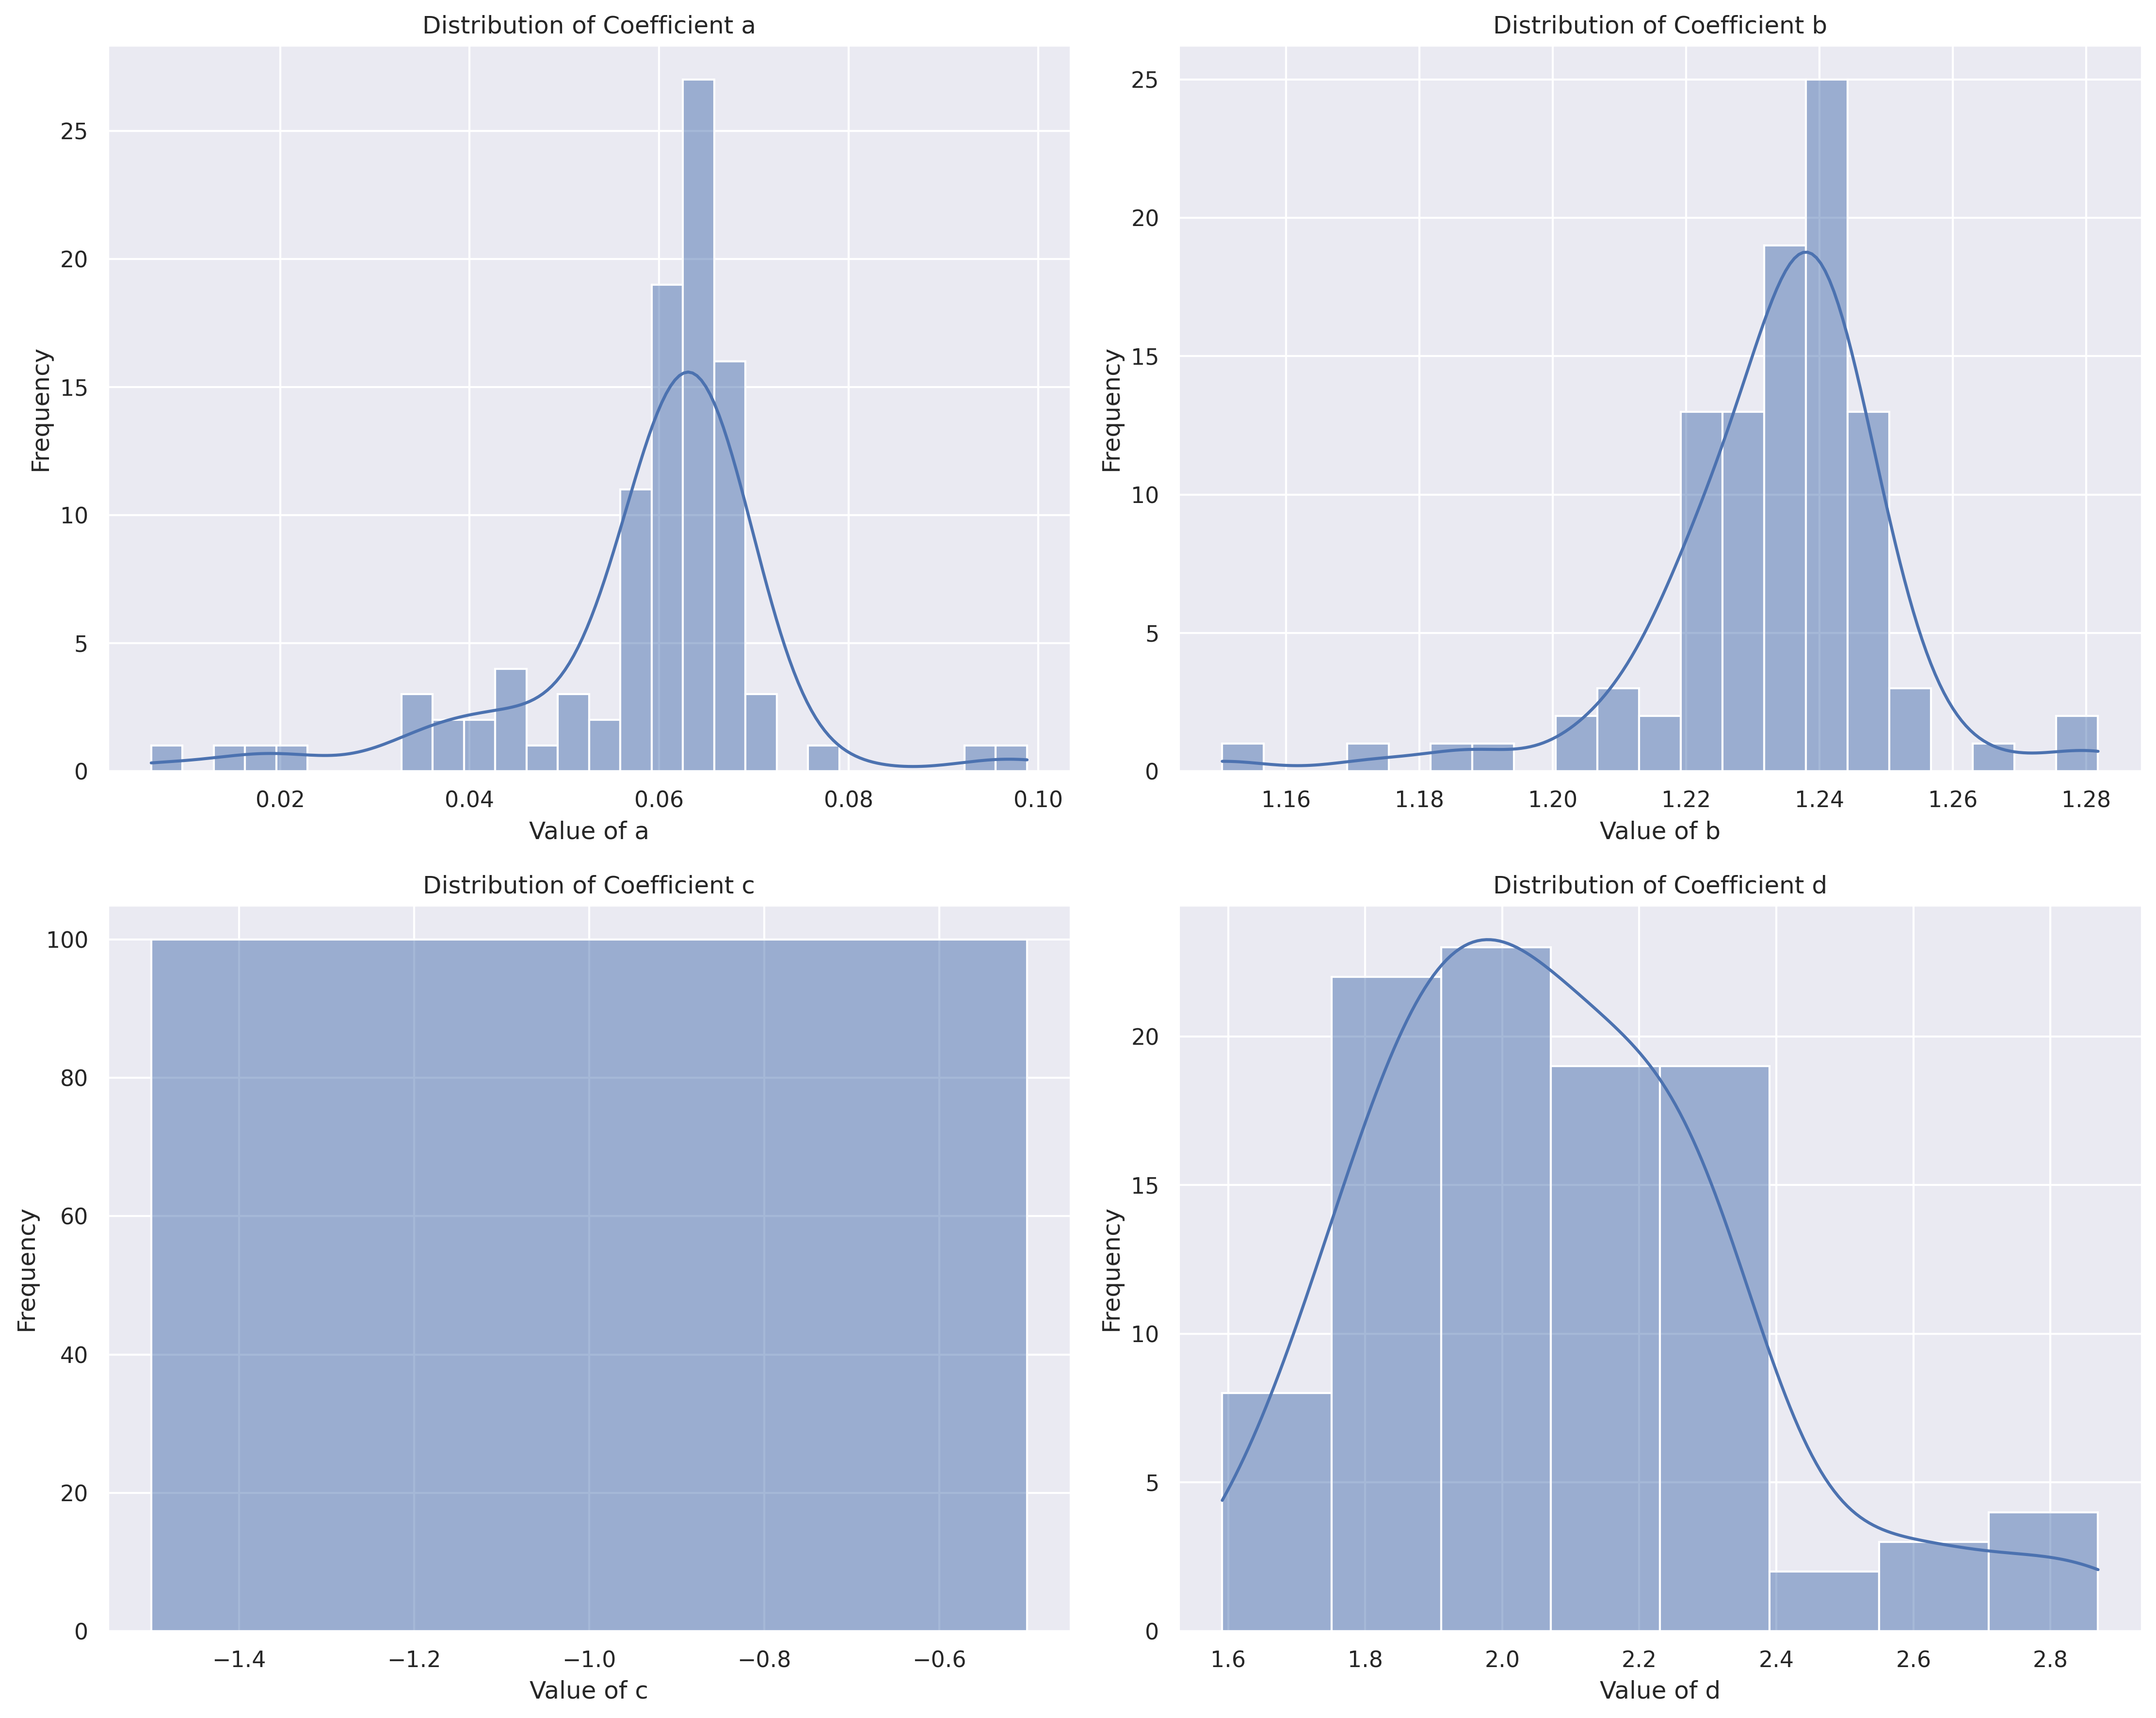 Distribution of Coefficient a
Frequency
25
20
15
10
5
0
0.02 0.04 0.06 0.08 0.10
Value of a
Distribution of Coefficient b
Frequency
25
20
15
10
5
0
1.16 1.18 1.20 1.22 1.24 1.26 1.28
Value of b
Distribution of Coefficient c
Frequency
100
80
60
40
20
0
−1.4 −1.2 −1.0 −0.8 −0.6
Value of c
Distribution of Coefficient d
Frequency
20
15
10
5
0
1.6 1.8 2.0 2.2 2.4 2.6 2.8
Value of d